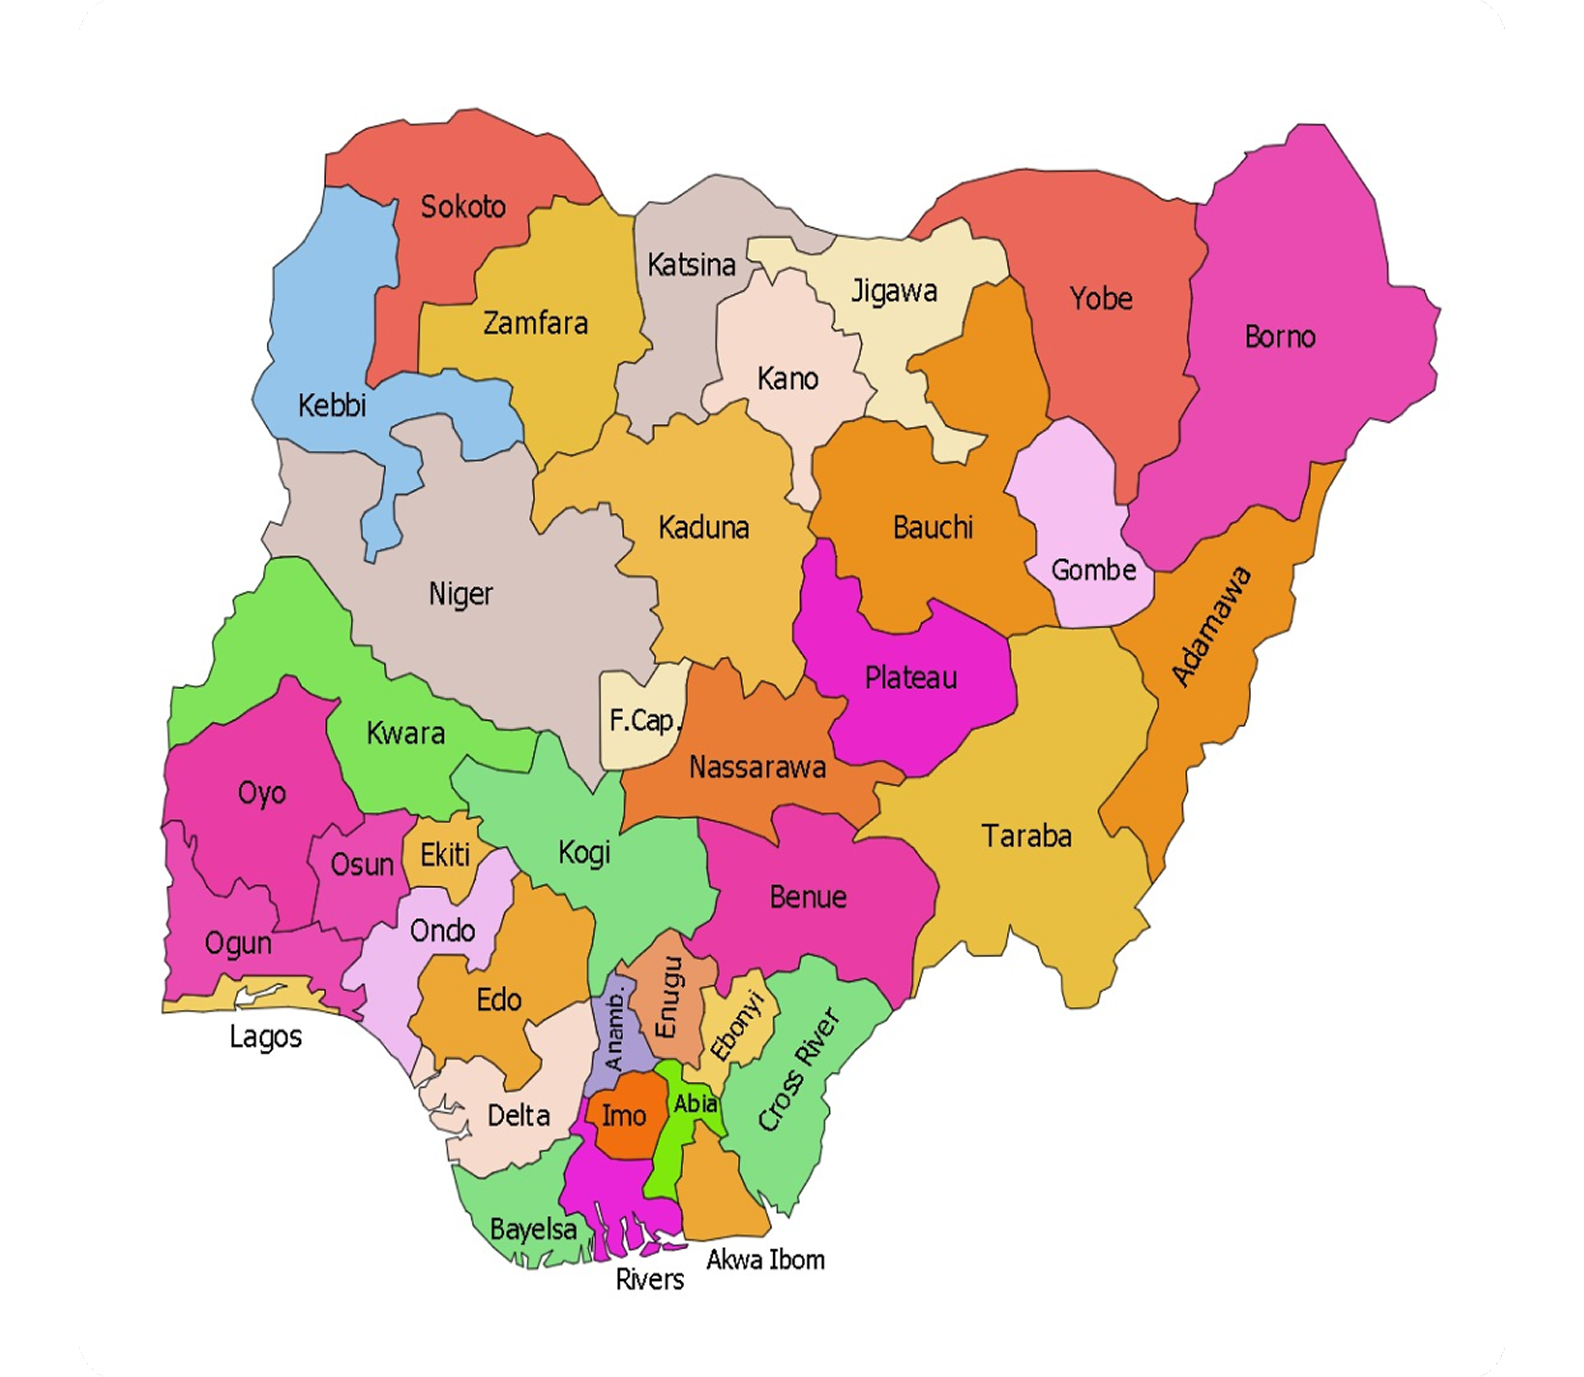 Sokoto
Katsina
Jigawa
Yobe
Borno
Zamfara
Kano
Kebbi
Kaduna
Bauchi
Gombe
Adamawa
Niger
Plateau
F.Cap.
Kwara
Nassarawa
Oyo
Taraba
Kogi
Ekiti
Osun
Benue
Ondo
Ogun
Edo
Enugu
Anamb.
Ebonyi
Lagos
Cross River
Delta
Imo
Abia
Bayelsa
Akwa Ibom
Rivers